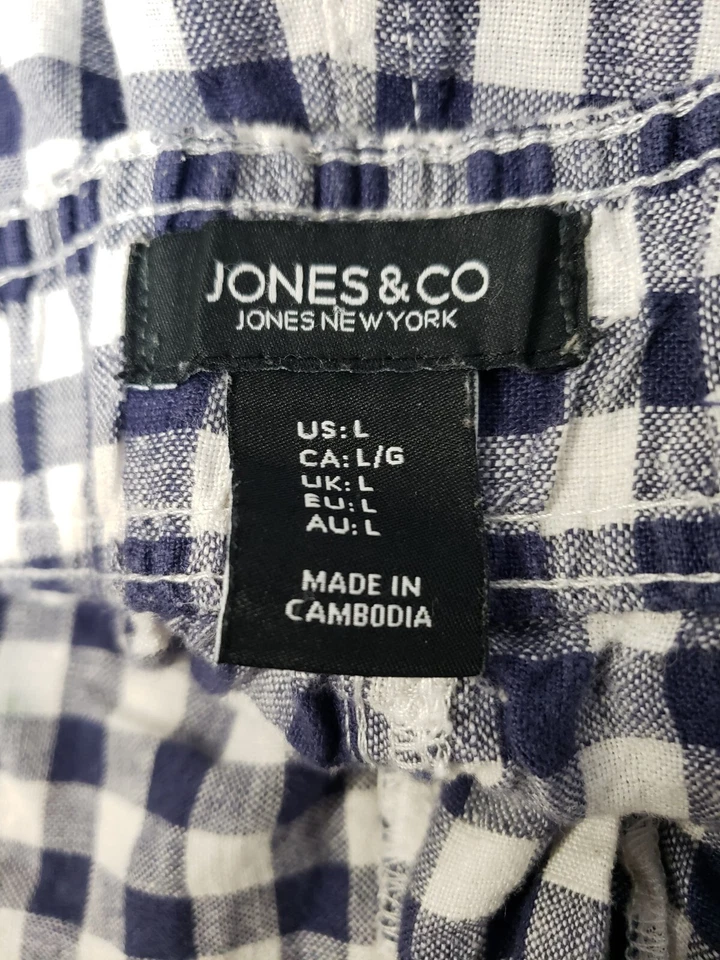 JONES & CO
JONES NEW YORK
US: L
CA: L/G
UK: L
EU: L
AU: L
MADE IN
CAMBODIA